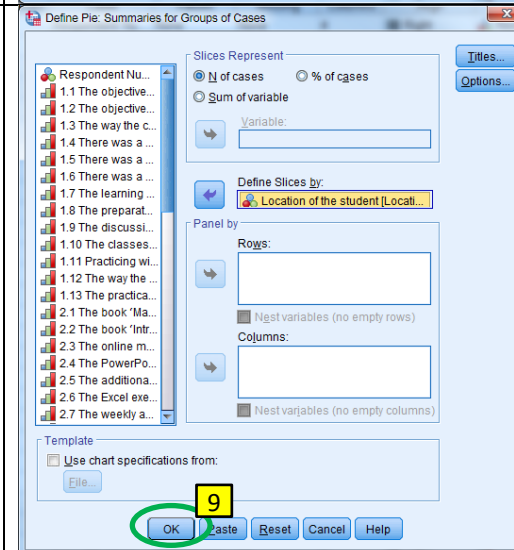 Define Pie: Summaries for Groups of Cases
Respondent Nu...
1.1 The objective...
1.2 The objective...
1.3 The way the c...
1.4 There was a ...
1.5 There was a ...
1.6 There was a ...
1.7 The learning ...
1.8 The preparat...
1.9 The discussi...
1.10 The classes...
1.11 Practicing wi...
1.12 The way the ...
1.13 The practica...
2.1 The book 'Ma...
2.2 The book 'Intr...
2.3 The online m...
2.4 The PowerPo...
2.5 The additiona...
2.6 The Excel exe...
2.7 The weekly a...
Slices Represent
N of cases
% of cases
Sum of variable
Variable:
Define Slices by:
Location of the student [Locati...
Panel by
Rows:
Nest variables (no empty rows)
Columns:
Nest variables (no empty columns)
Titles...
Options...
Template
Use chart specifications from:
File...
9
OK
Paste
Reset
Cancel
Help